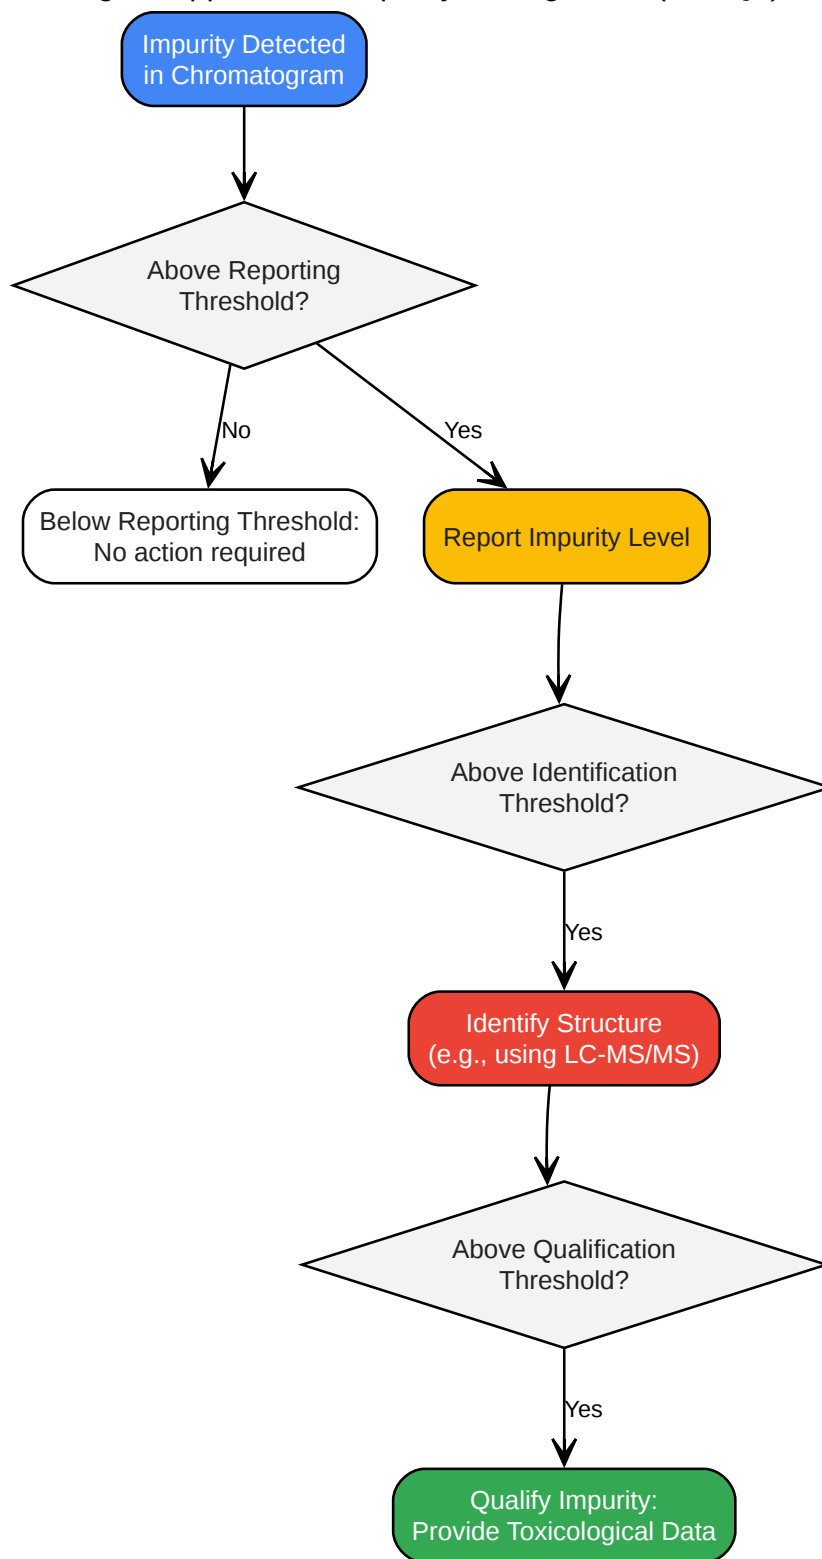 Impurity Detected
in Chromatogram
Above Reporting
Threshold?
No
Yes
Below Reporting Threshold:
No action required
Report Impurity Level
Above Identification
Threshold?
Yes
Identify Structure
(e.g., using LC-MS/MS)
Above Qualification
Threshold?
Yes
Qualify Impurity:
Provide Toxicological Data